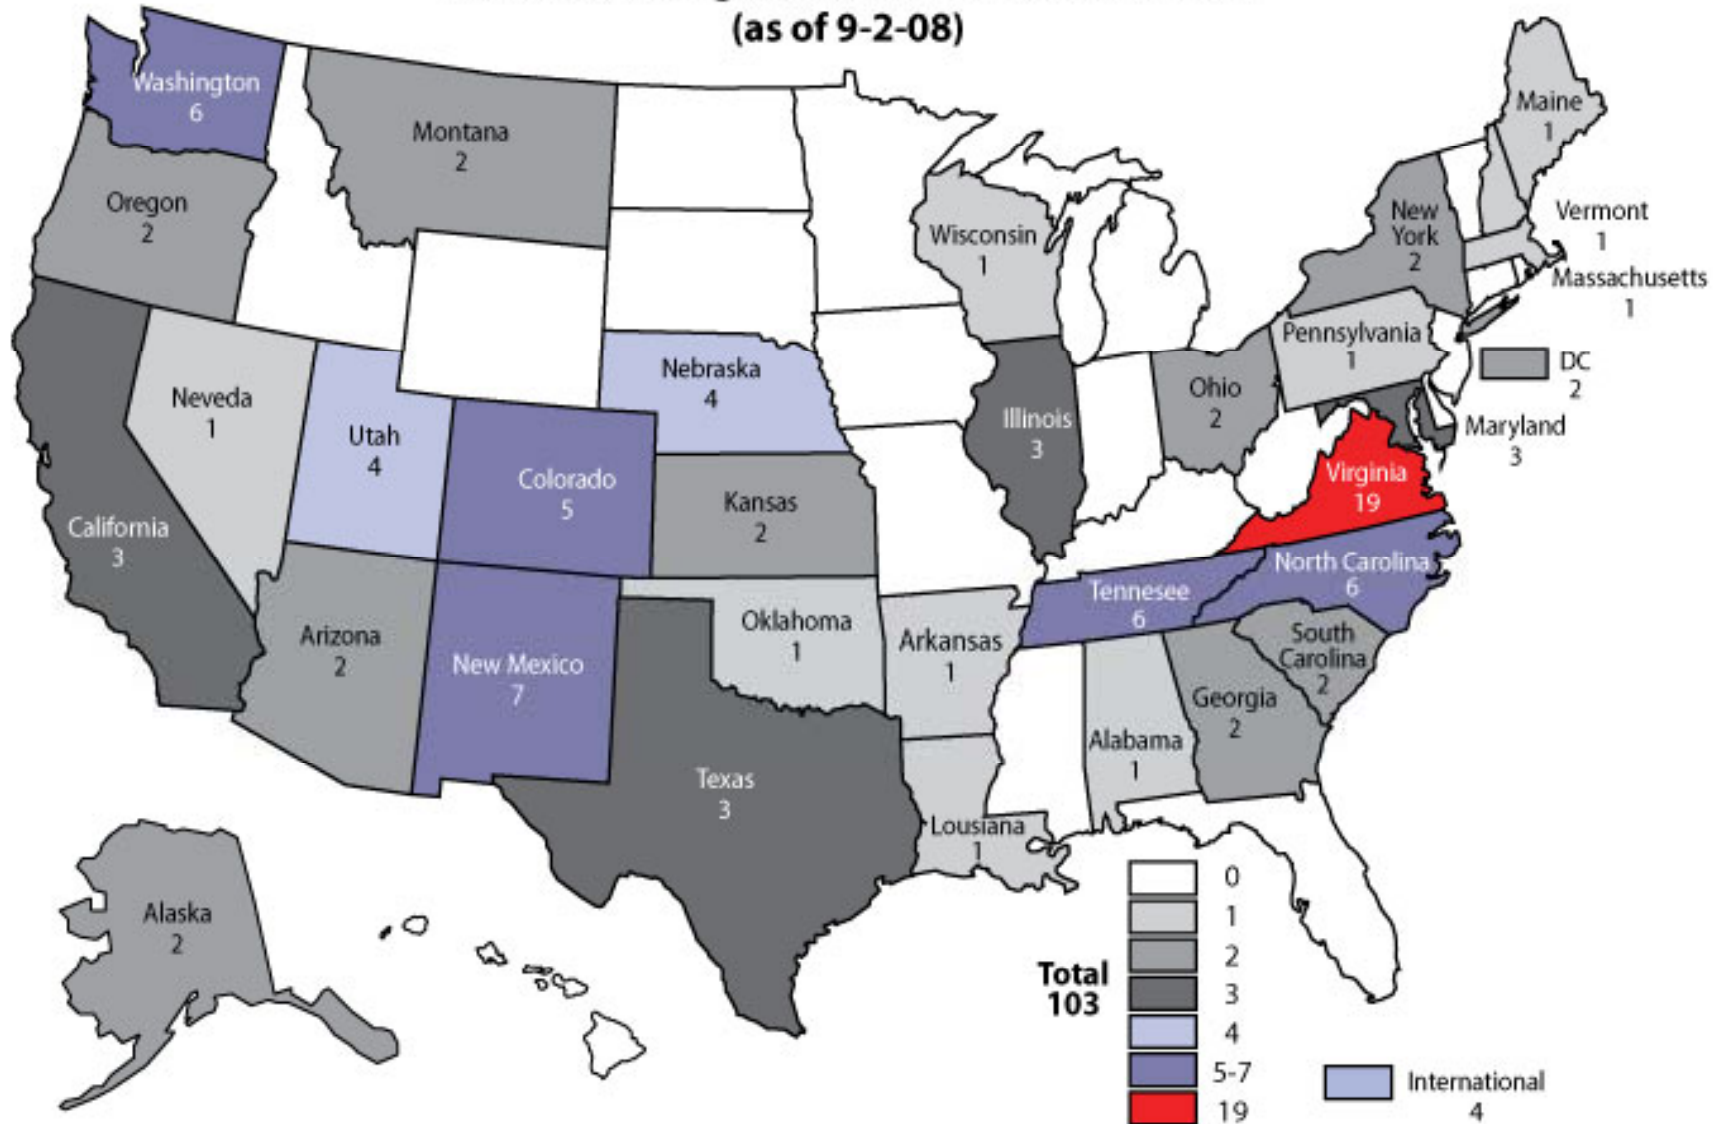 (as of 9-2-08)
Washington
6
Montana
2
Maine
1
Oregon
2
Wisconsin
1
New
York
2
Vermont
1
Massachusetts
1
Pennsylvania
1
DC
2
Neveda
1
Utah
4
Nebraska
4
Colorado
5
Kansas
2
Illinois
3
Ohio
2
Maryland
3
Virginia
19
California
3
North Carolina
6
Tennesee
6
Arizona
2
New Mexico
7
Oklahoma
1
Arkansas
1
South
Carolina
2
Georgia
2
Alabama
1
Texas
3
Lousiana
1
Alaska
2
Total
103
0
1
2
3
4
5-7
19
International
4